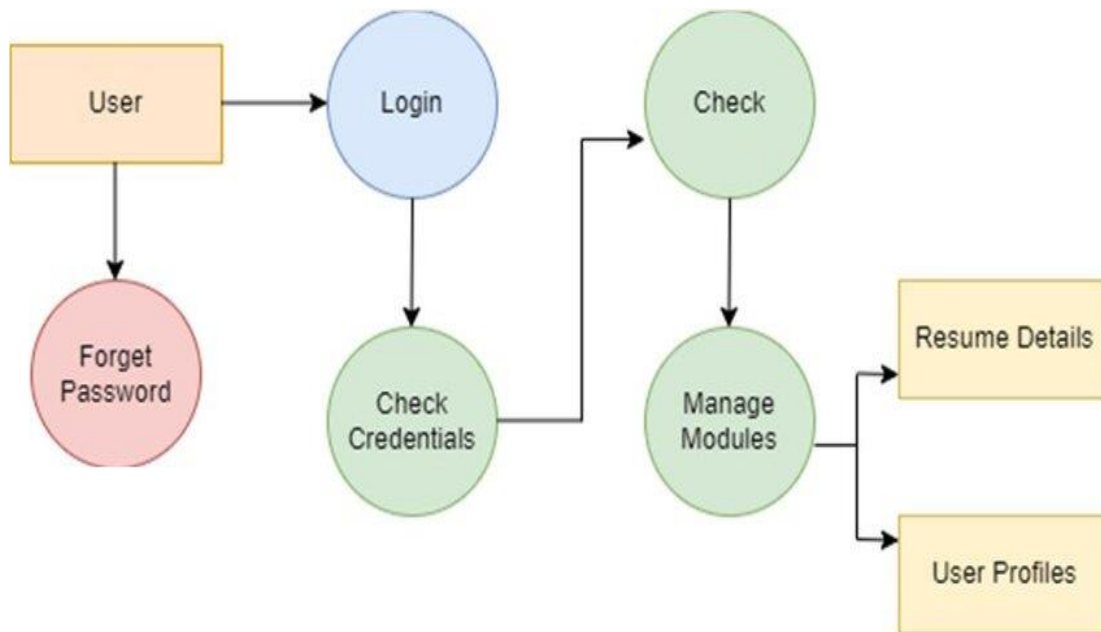 User
Login
Check
Forget
Password
Check
Credentials
Manage
Modules
Resume Details
User Profiles